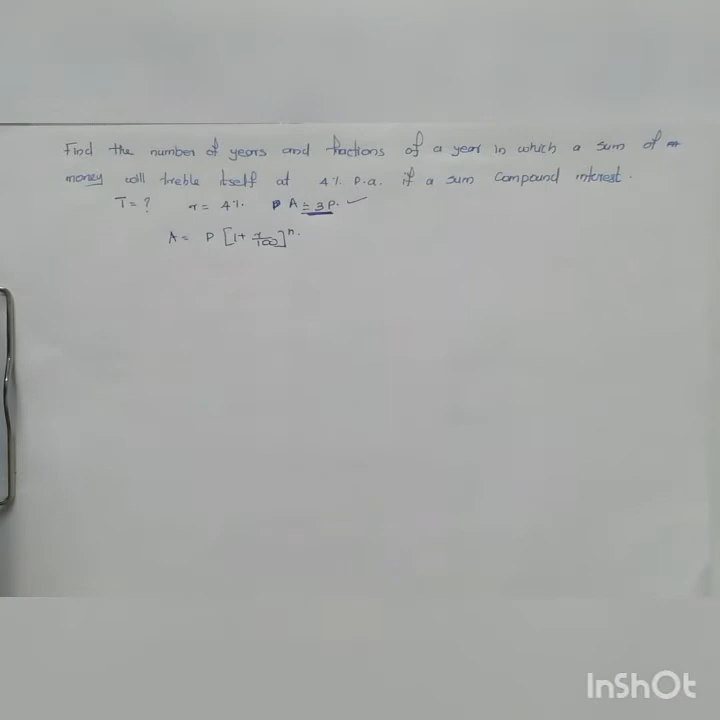 Find the number of years and fractions of a year in which a sum of
money will treble itself at 4% p.a. if a sum compound interest.
T = ? r = 4% A = 3P. ✓
A = P [1 + r/100]^n.
InShOt